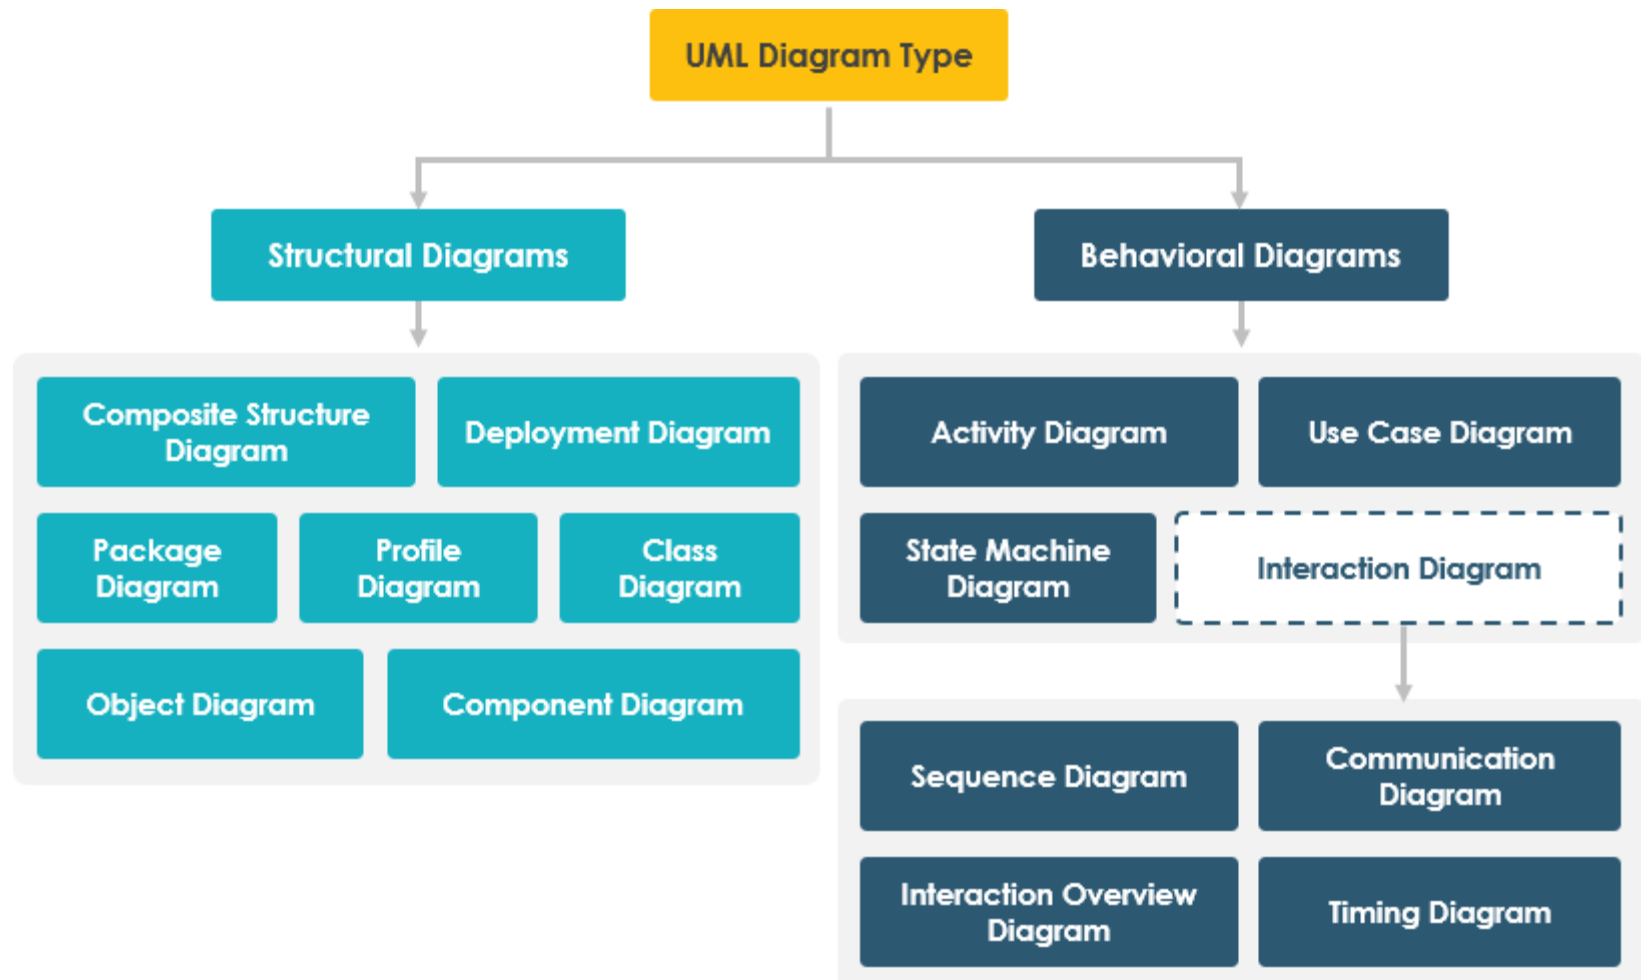 UML Diagram Type
Structural Diagrams
Behavioral Diagrams
Composite Structure
Diagram
Deployment Diagram
Package
Diagram
Profile
Diagram
Class
Diagram
Object Diagram
Component Diagram
Activity Diagram
Use Case Diagram
State Machine
Diagram
Interaction Diagram
Sequence Diagram
Communication
Diagram
Interaction Overview
Diagram
Timing Diagram